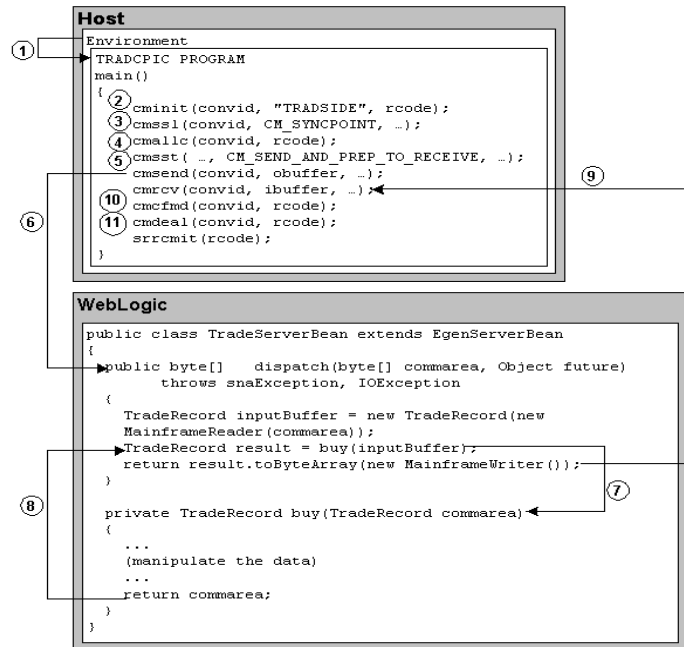 Host
Environment
1
TRADCPIC PROGRAM
main()
{
2
cminit(convid, "TRADSIDE", rcode);
3
cmssl(convid, CM_SYNCPOINT, …);
4
cmallc(convid, rcode);
5
cmsst( …, CM_SEND_AND_PREP_TO_RECEIVE, …);
cmsend(convid, obuffer, …);
9
cmrcv(convid, ibuffer, …);
10
cmcfmd(convid, rcode);
6
11
cmdeal(convid, rcode);
srrcmit(rcode);
}
WebLogic
public class TradeServerBean extends EgenServerBean
{
public byte[] dispatch(byte[] commarea, Object future)
throws snaException, IOException
{
TradeRecord inputBuffer = new TradeRecord(new
MainframeReader(commarea));
TradeRecord result = buy(inputBuffer);
return result.toByteArray(new MainframeWriter());
}
7
8
private TradeRecord buy(TradeRecord commarea)
{
...
(manipulate the data)
...
return commarea;
}
}